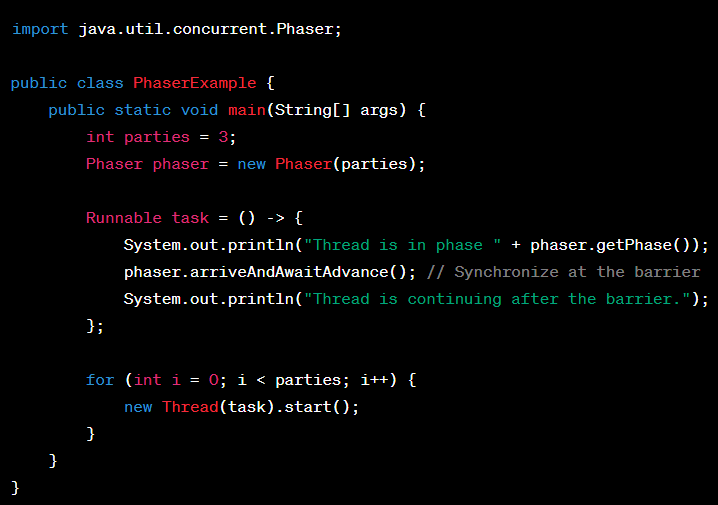 import java.util.concurrent.Phaser;
public class PhaserExample {
public static void main(String[] args) {
int parties = 3;
Phaser phaser = new Phaser(parties);
Runnable task = () -> {
System.out.println("Thread is in phase " + phaser.getPhase());
phaser.arriveAndAwaitAdvance(); // Synchronize at the barrier
System.out.println("Thread is continuing after the barrier.");
};
for (int i = 0; i < parties; i++) {
new Thread(task).start();
}
}
}